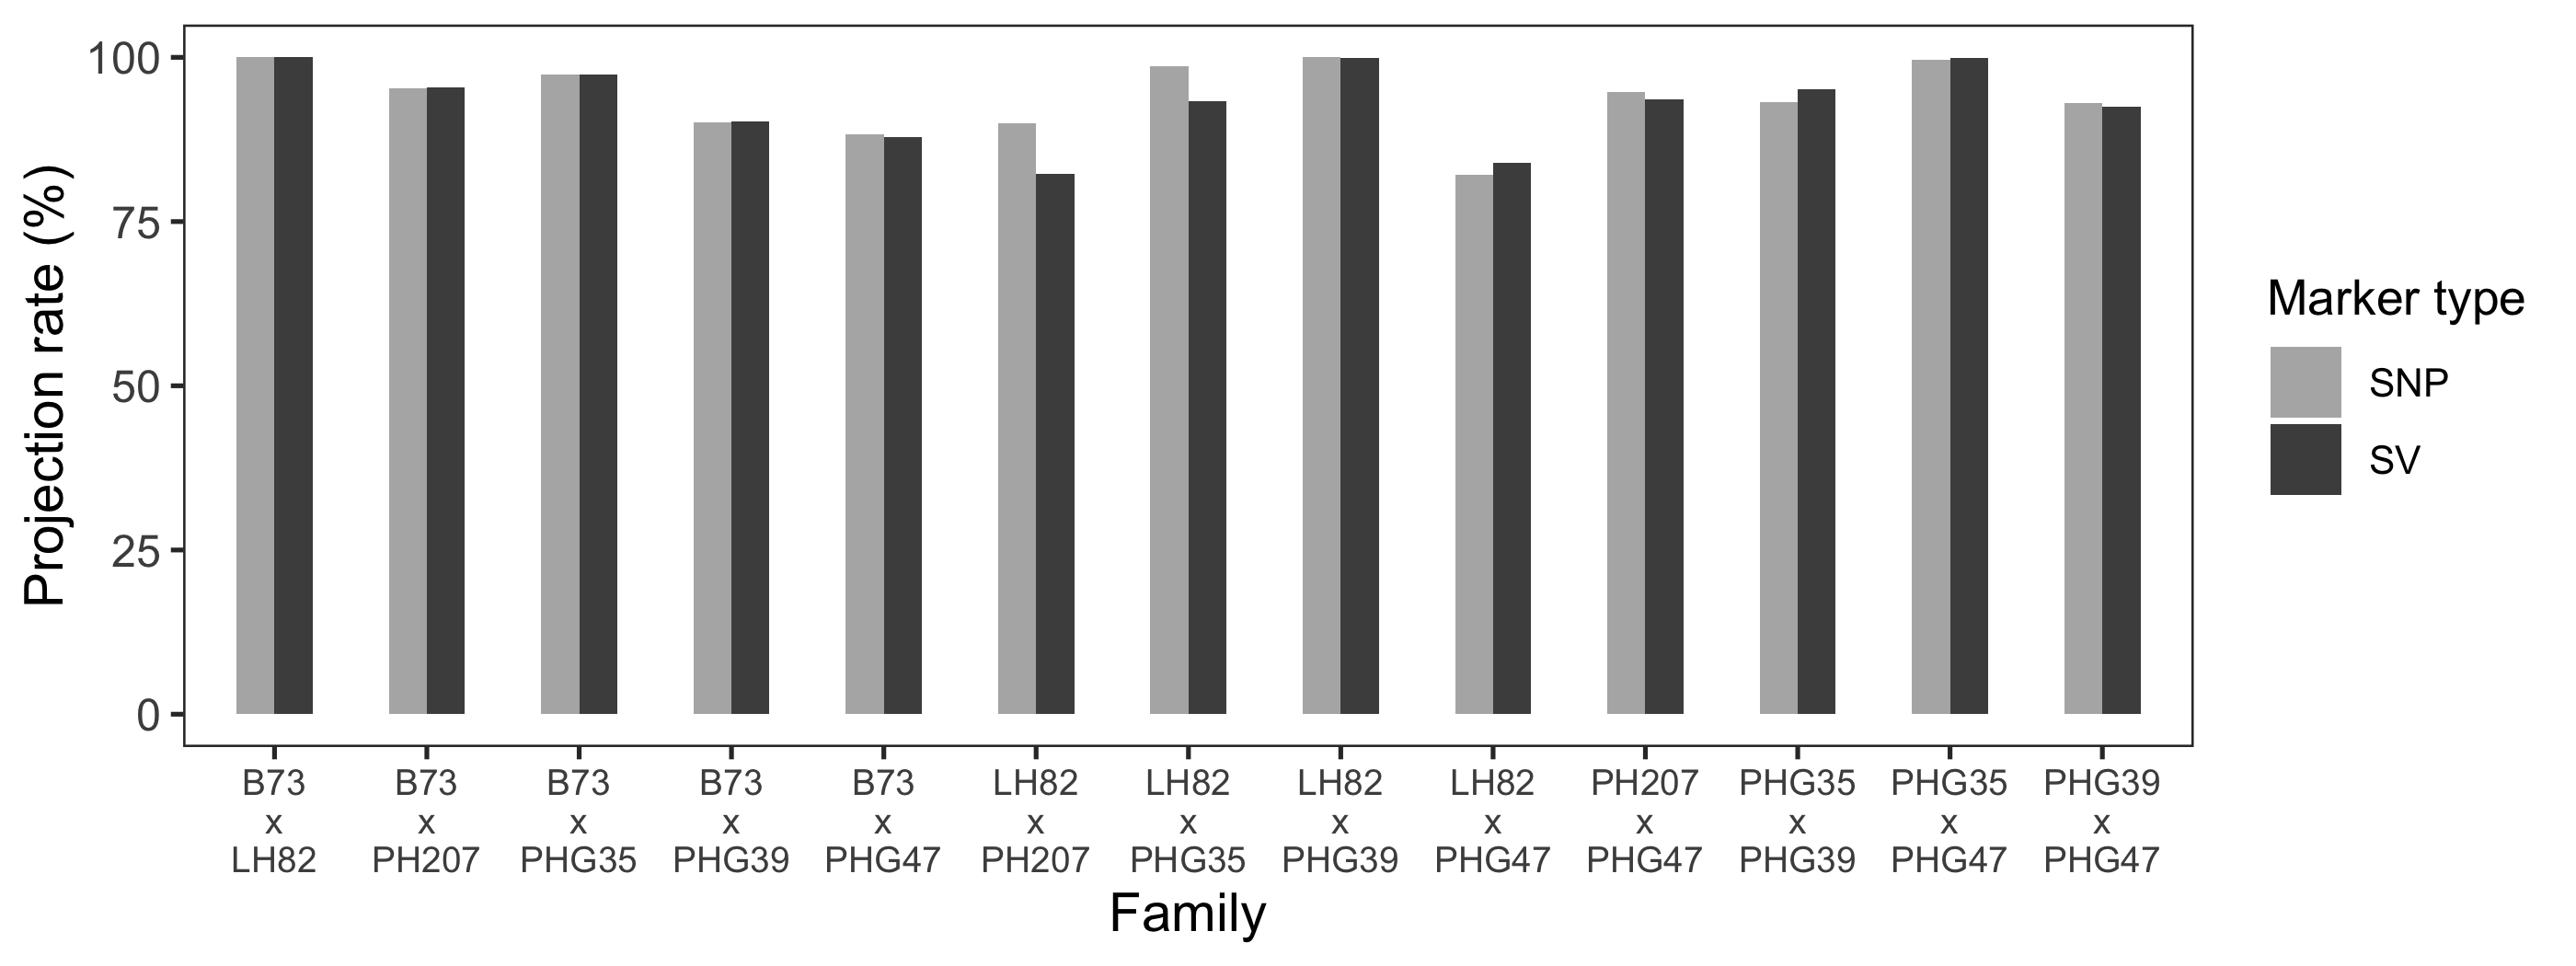 100
75
50
25
0
Projection rate (%)
B73 x LH82
B73 x PH207
B73 x PHG35
B73 x PHG39
B73 x PHG47
LH82 x PH207
LH82 x PHG35
LH82 x PHG39
LH82 x PHG47
PH207 x PHG47
PHG35 x PHG39
PHG35 x PHG47
PHG39 x PHG47
Family
Marker type
SNP
SV